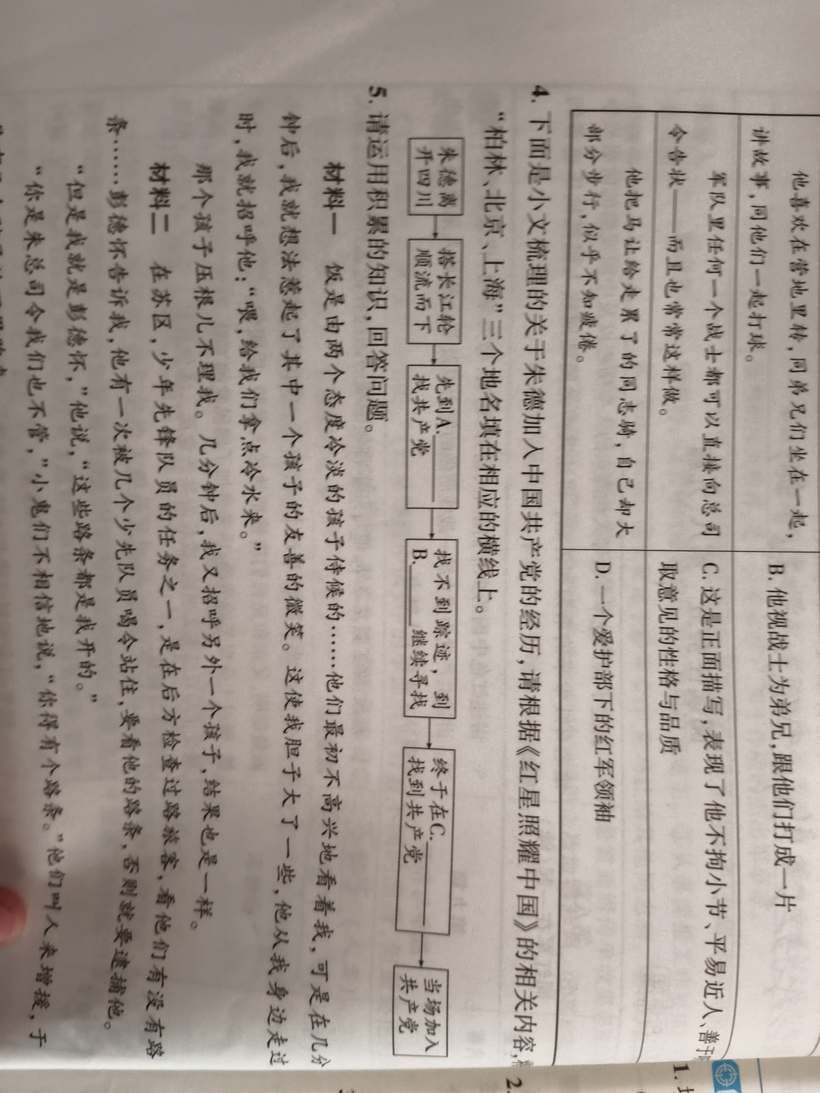 他喜欢在营地里转,同弟兄们坐在一起,
讲故事,同他们一起打球。
B. 他视战士为弟兄,跟他们打成一片
军队里任何一个战士都可以直接向总司
令告状——而且也常常这样做。
C. 这是正面描写,表现了他不拘小节、平易近人、善于
取意见的性格与品质
他把马让给走累了的同志骑,自己却大
部分步行,似乎不知疲倦。
D. 一个爱护部下的红军领袖
4. 下面是小文梳理的关于朱德加入中国共产党的经历,请根据《红星照耀中国》的相关内容,
“柏林、北京、上海”三个地名填在相应的横线上。
朱德离
开四川
搭长江轮
顺流而下
先到A.
找共产党
找不到踪迹,到
B. 继续寻找
终于在C.
找到共产党
当场加入
共产党
5. 请运用积累的知识,回答问题。
材料一 饭是由两个态度冷淡的孩子侍候的……他们最初不高兴地看着我,可是在几分
钟后,我就想法惹起了其中一个孩子的友善的微笑。这使我胆子大了一些,他从我身边走过
时,我就招呼他:“喂,给我们拿点冷水来。”
那个孩子压根儿不理我。几分钟后,我又招呼另外一个孩子,结果也是一样。
材料二 在苏区,少年先锋队员的任务之一,是在后方检查过路旅客,看他们有没有路
条……彭德怀告诉我,他有一次被几个少先队员喝令站住,要看他的路条,否则就要逮捕他。
“但是我就是彭德怀,”他说,“这些路条都是我开的。”
“你是朱总司令我们也不管,”小鬼们不相信地说,“你得有个路条。”他们叫人来增援,于
1.
2.